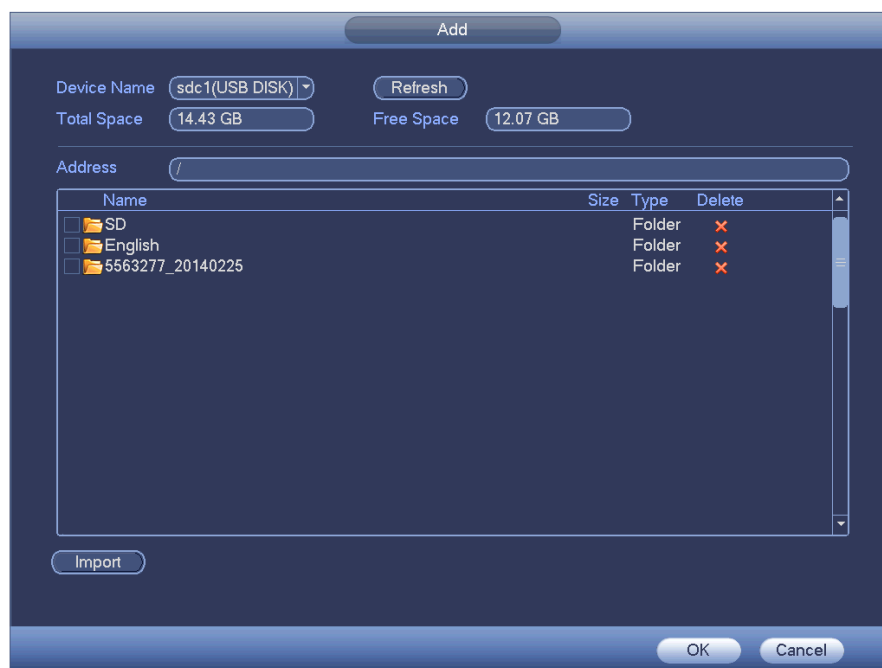 Add
Device Name sdc1(USB DISK) Refresh
Total Space 14.43 GB Free Space 12.07 GB
Address /
Name Size Type Delete
SD Folder
English Folder
5563277_20140225 Folder
Import
OK Cancel